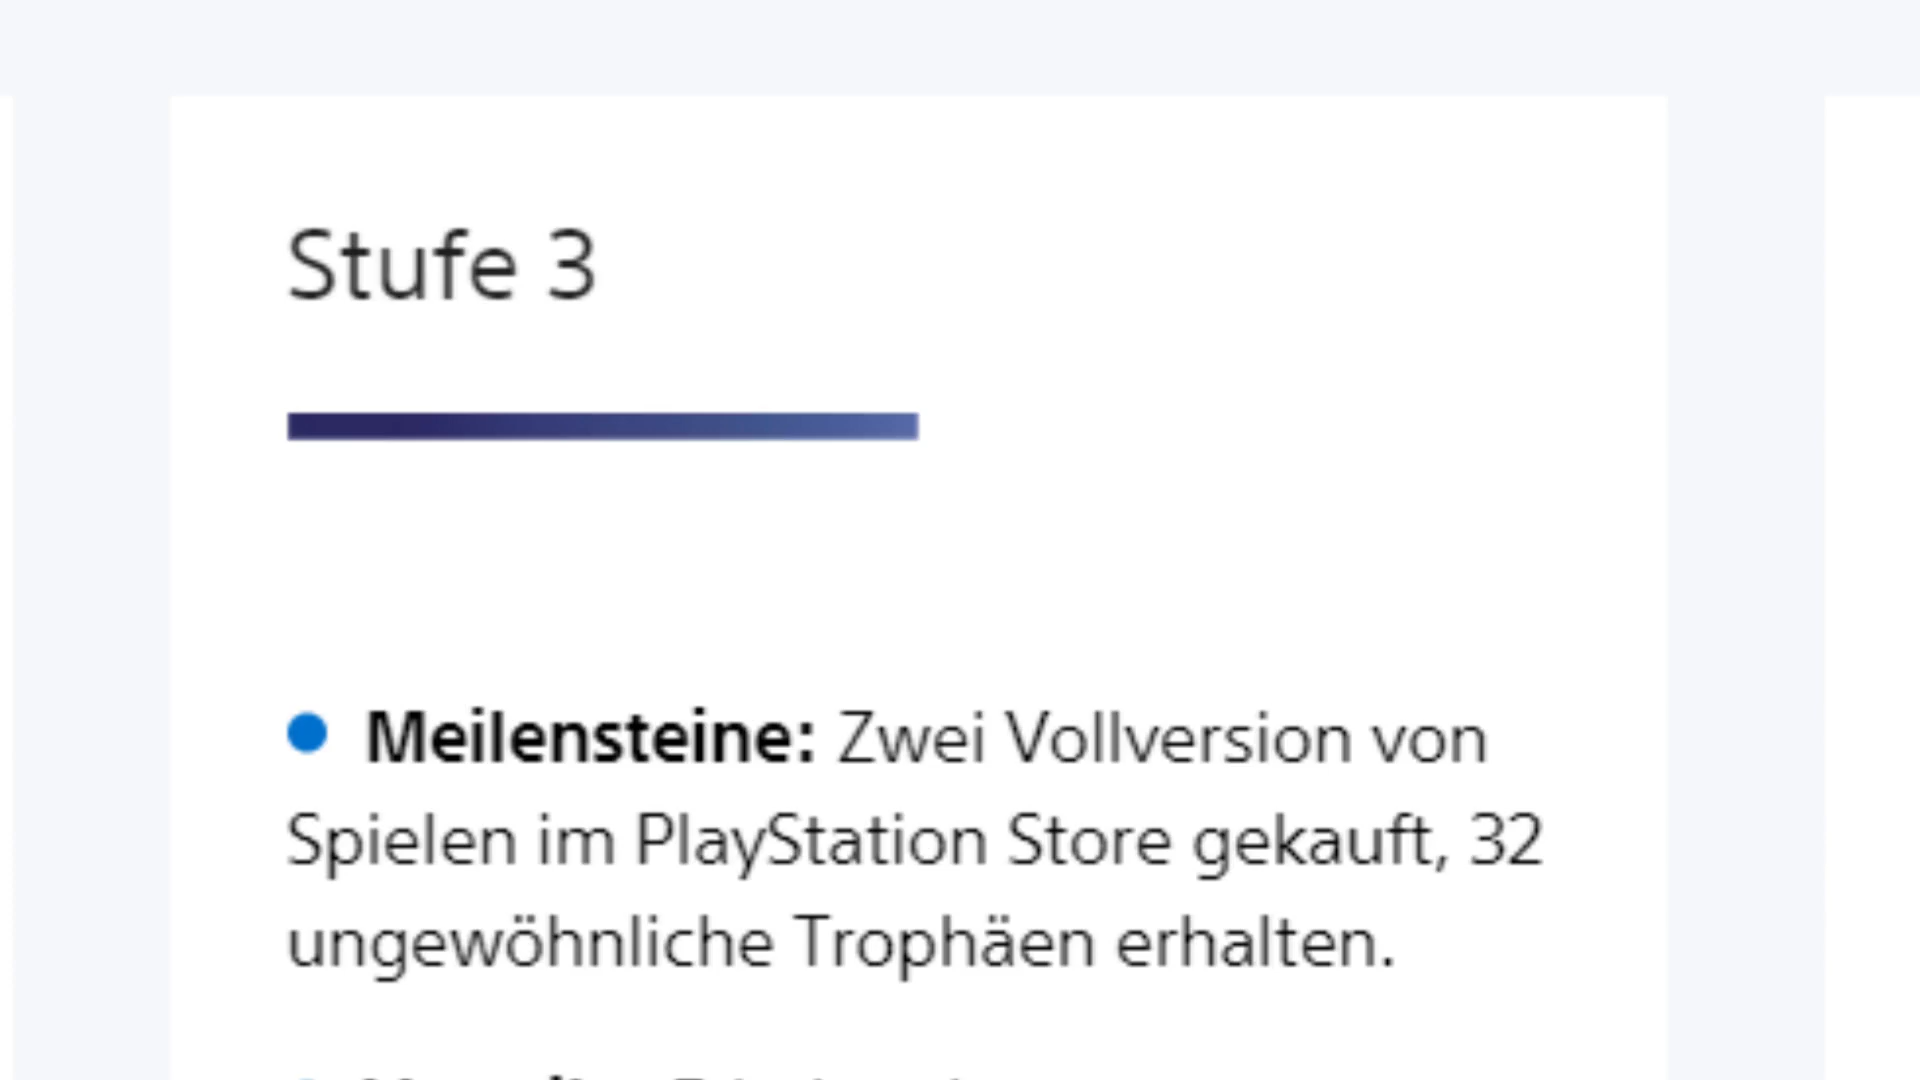 Stufe 3
Meilensteine: Zwei Vollversion von
Spielen im PlayStation Store gekauft, 32
ungewöhnliche Trophäen erhalten.